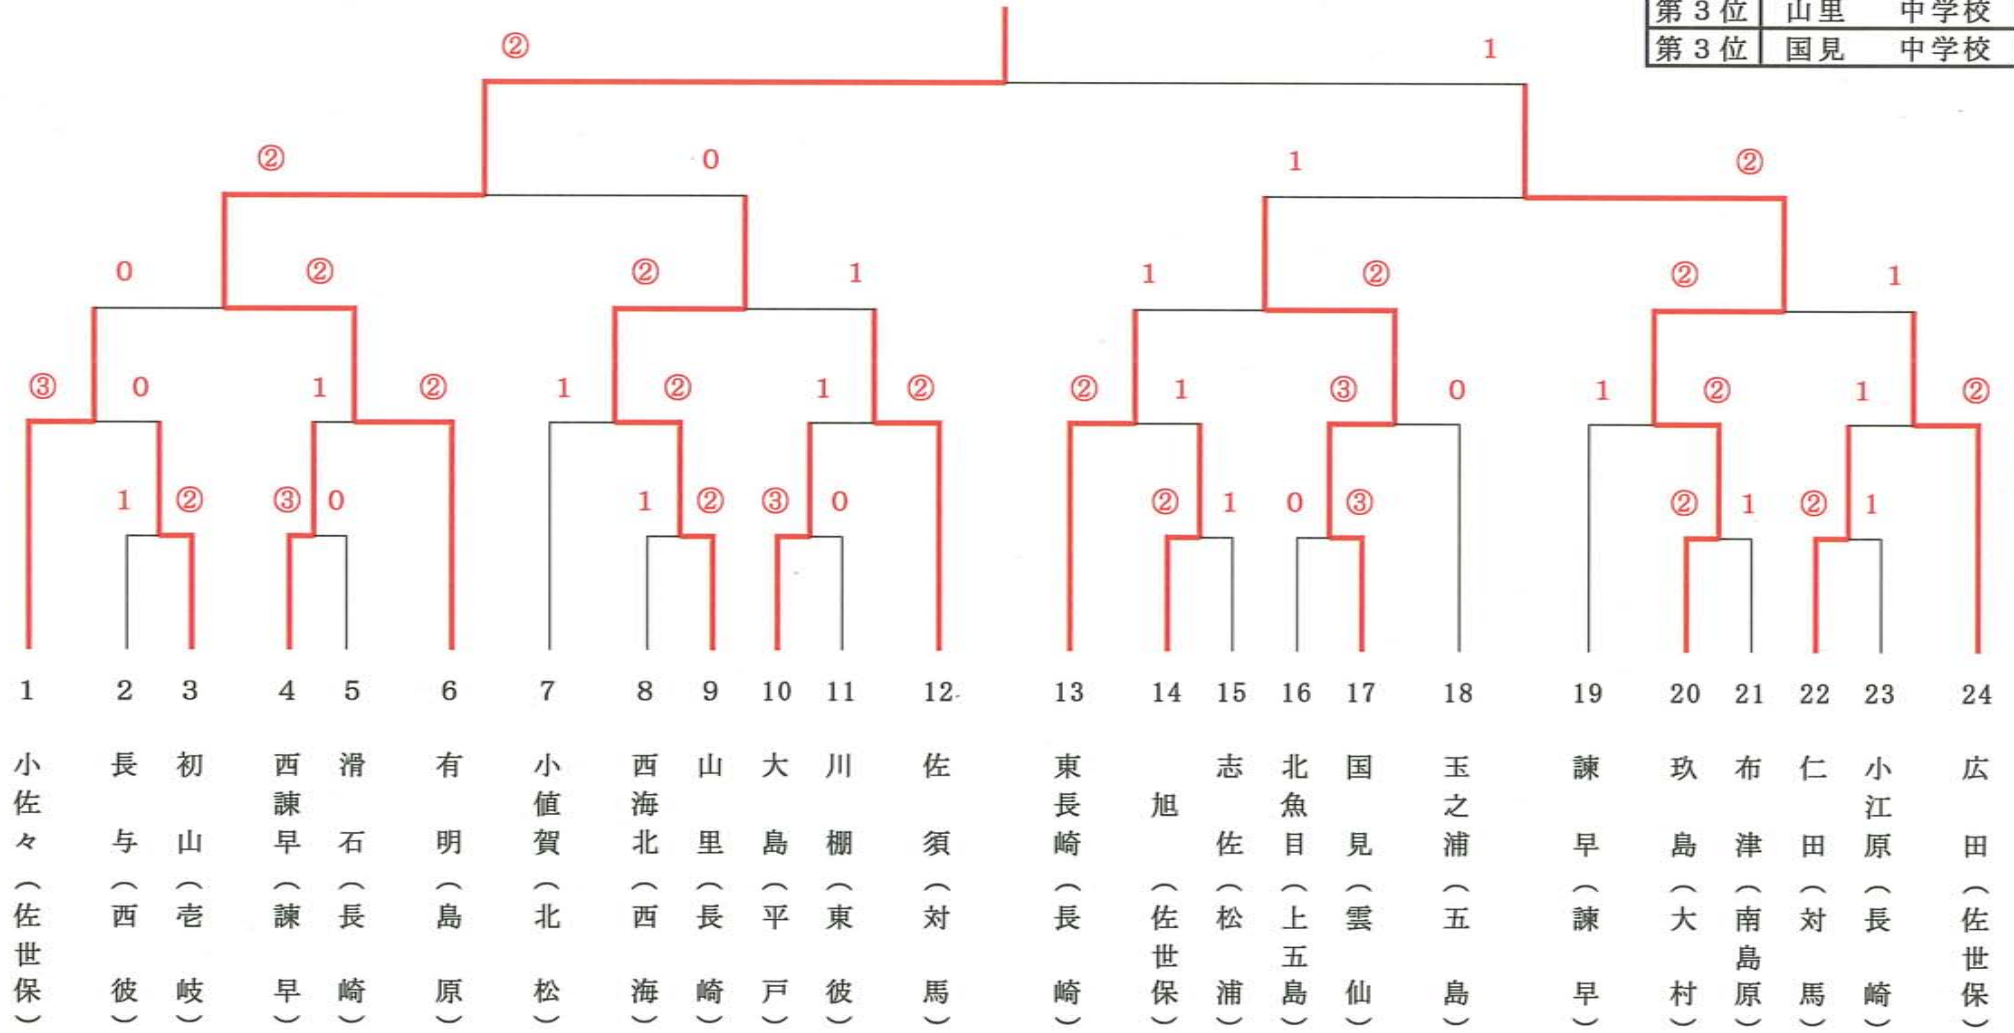 第3位 山里 中学校
第3位 国見 中学校
② 1
② 0 1 ②
0 ② ② 1 1 ② ② 1
③ 0 1 ② 1 ② 1 ② ② 1 ③ 0 1 ② 1 ②
1 ② ③ 0 1 ② ③ 0 ② 1 0 ③ ② 1 ② 1
1 2 3 4 5 6 7 8 9 10 11 12 13 14 15 16 17 18 19 20 21 22 23 24
小佐々(佐世保)
長与(西彼)
初山(壱岐)
西諫早(諫早)
滑石(長崎)
有明(島原)
小値賀(北松)
西海北(西海)
山里(長崎)
大島(平戸)
川棚(東彼)
佐須(対馬)
東長崎(長崎)
旭(佐世保)
志佐(松浦)
北魚目(上五島)
国見(雲仙)
玉之浦(五島)
諫早(諫早)
玖島(大村)
布津(南島原)
仁田(対馬)
小江原(長崎)
広田(佐世保)